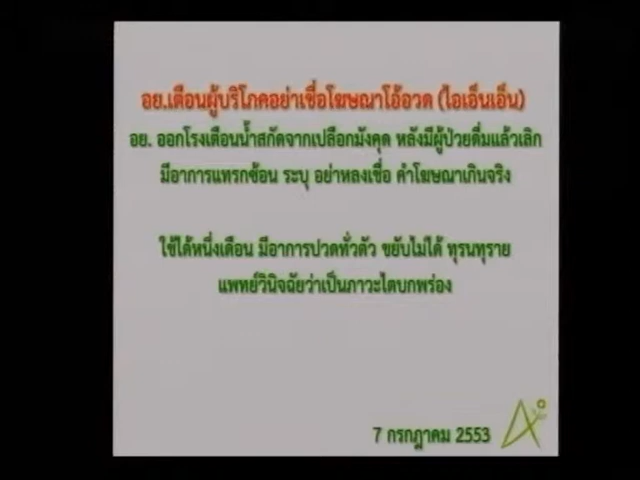 อย.เตือนผู้บริโภคอย่าเชื่อโฆษณาโอ้อวด (ไอเอ็นเอ็น)
อย. ออกโรงเตือนน้ำสกัดจากเปลือกมังคุด หลังมีผู้ป่วยดื่มแล้วเลิก
มีอาการแทรกซ้อน ระบุ อย่าหลงเชื่อ คำโฆษณาเกินจริง
ใช้ได้หนึ่งเดือน มีอาการปวดทั่วตัว ขยับไม่ได้ ทุรนทุราย
แพทย์วินิจฉัยว่าเป็นภาวะไตบกพร่อง
7 กรกฎาคม 2553